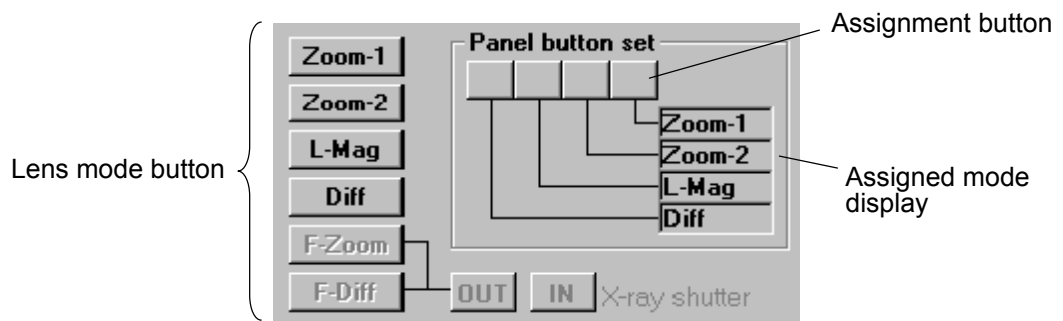 Assignment button
Panel button set
Zoom-1
Zoom-2
L-Mag
Diff
F-Zoom
F-Diff
Lens mode button
Zoom-1
Zoom-2
L-Mag
Diff
Assigned mode
display
OUT
IN
X-ray shutter